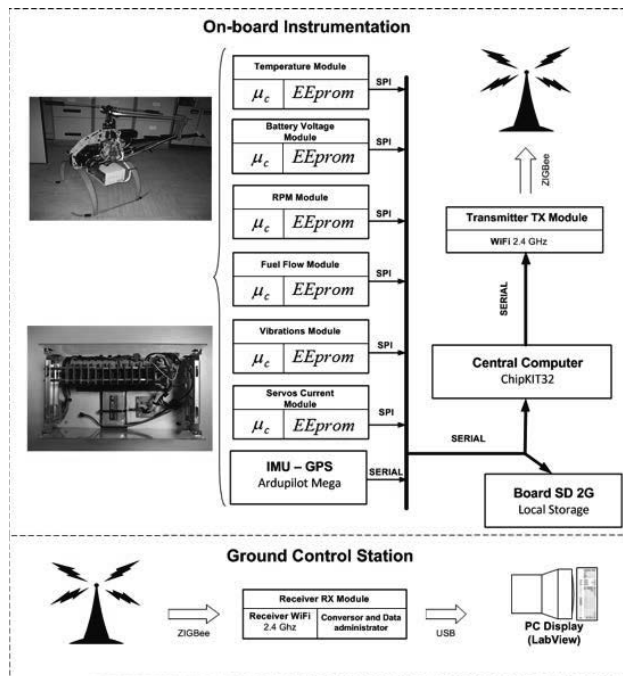 On-board Instrumentation
Temperature Module
μc EEprom
SPI
Battery Voltage
Module
μc EEprom
SPI
RPM Module
μc EEprom
SPI
Fuel Flow Module
μc EEprom
SPI
Vibrations Module
μc EEprom
SPI
Servos Current
Module
μc EEprom
SPI
IMU – GPS
Ardupilot Mega
SERIAL
ZIGBee
Transmitter TX Module
WiFi 2.4 GHz
SERIAL
Central Computer
ChipKIT32
SERIAL
Board SD 2G
Local Storage
Ground Control Station
ZIGBee
Receiver RX Module
Receiver WiFi
2.4 Ghz
Conversor and Data
administrator
USB
PC Display
(LabView)